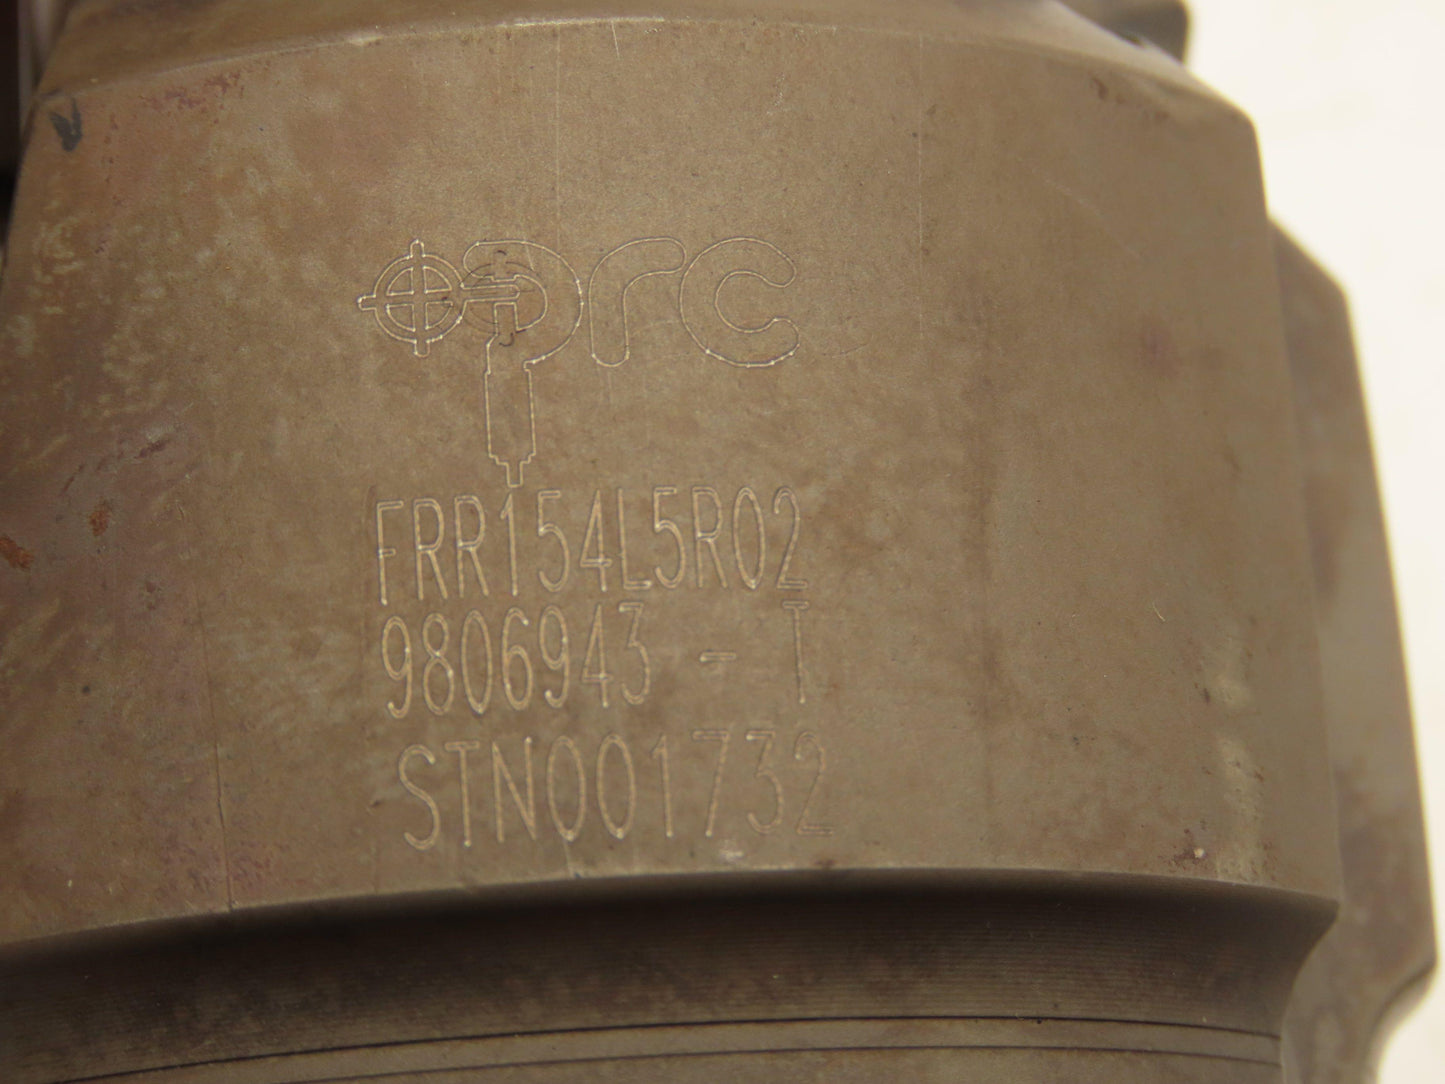 prc
FRR154L5R02
9806943 - T
STN001732